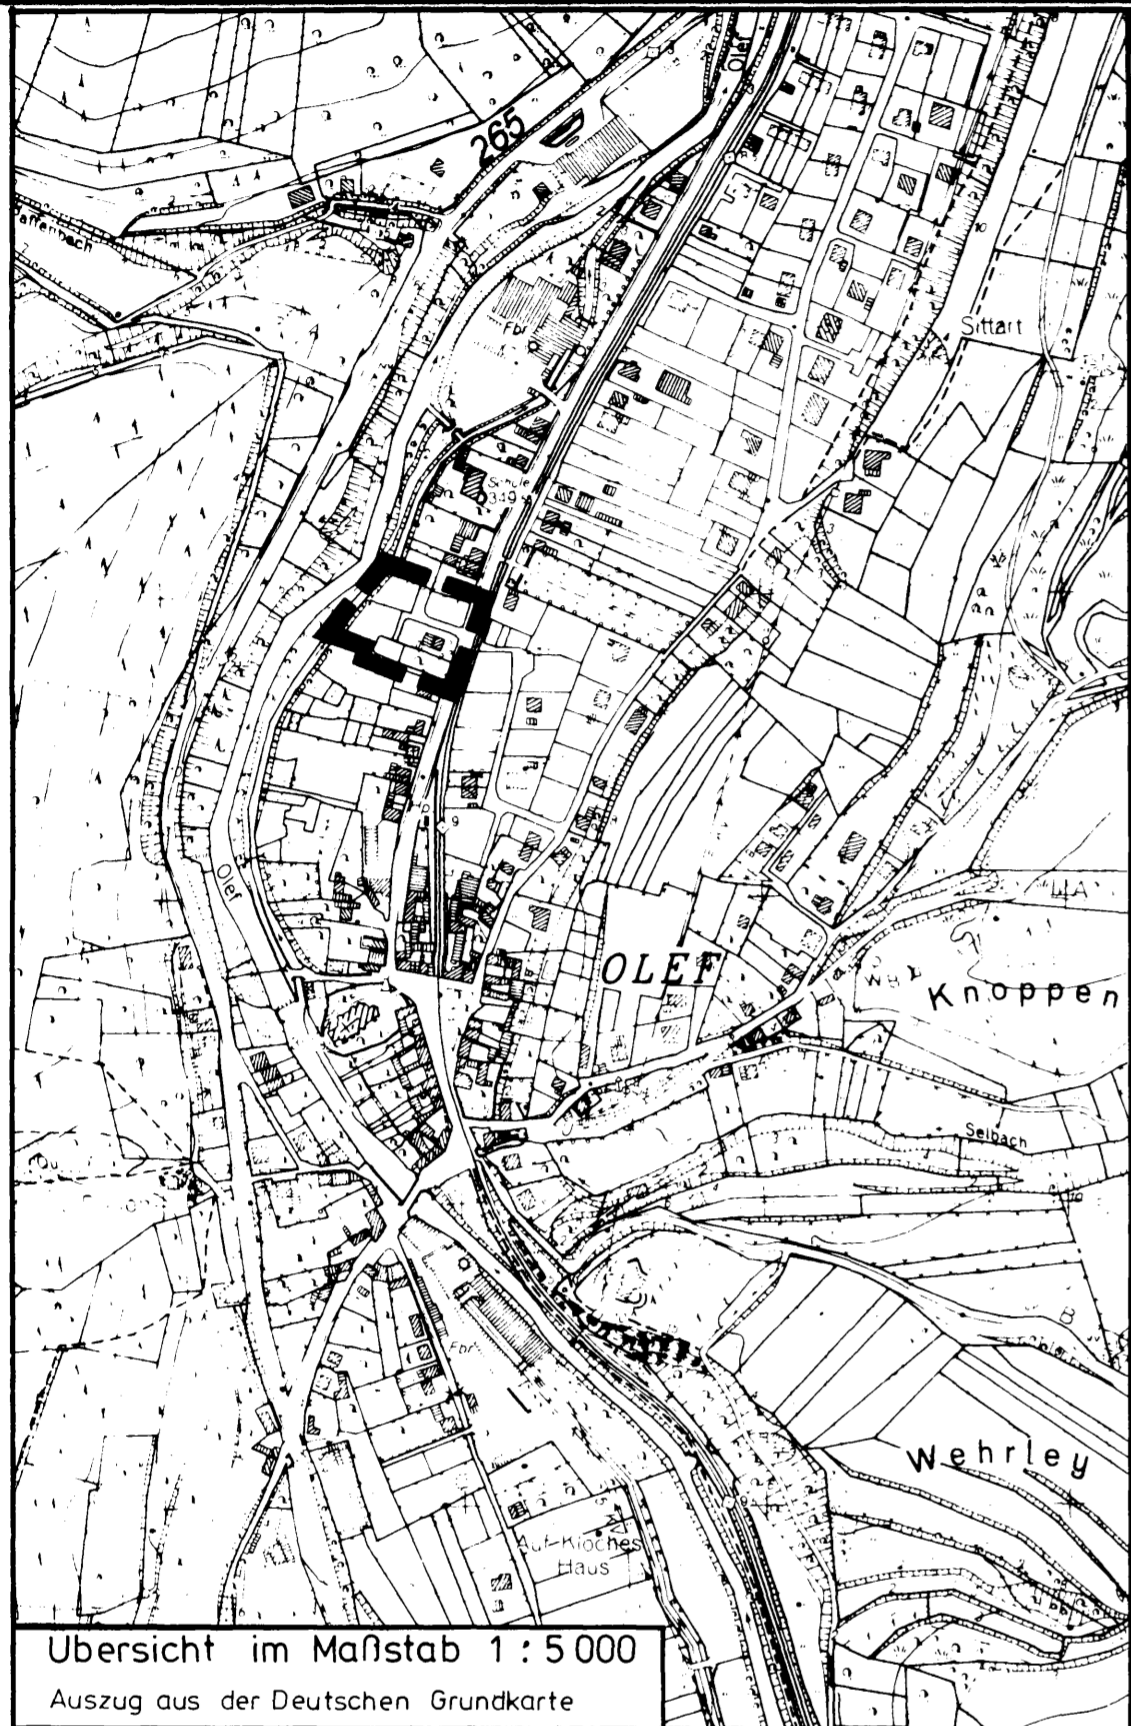 Olef
265
Sittart
Fbr
Schule
Olef
OLEF
Knoppen
Selbach
Fbr
Wehrley
Auf Kloches
Haus
Übersicht im Maßstab 1 : 5 000
Auszug aus der Deutschen Grundkarte